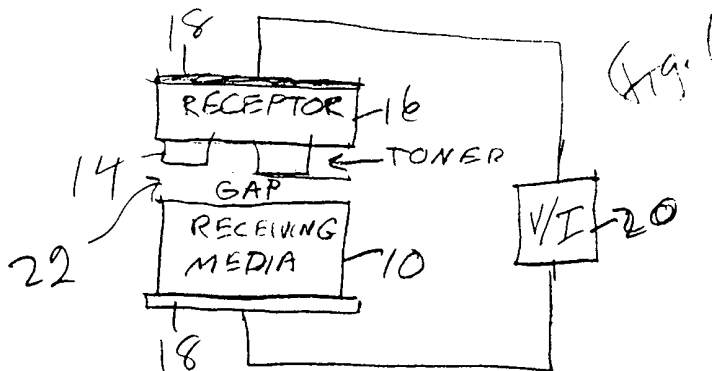 18
Fig. 1
RECEPTOR
16
14
TONER
GAP
22
RECEIVING
MEDIA
10
V/I
20
18